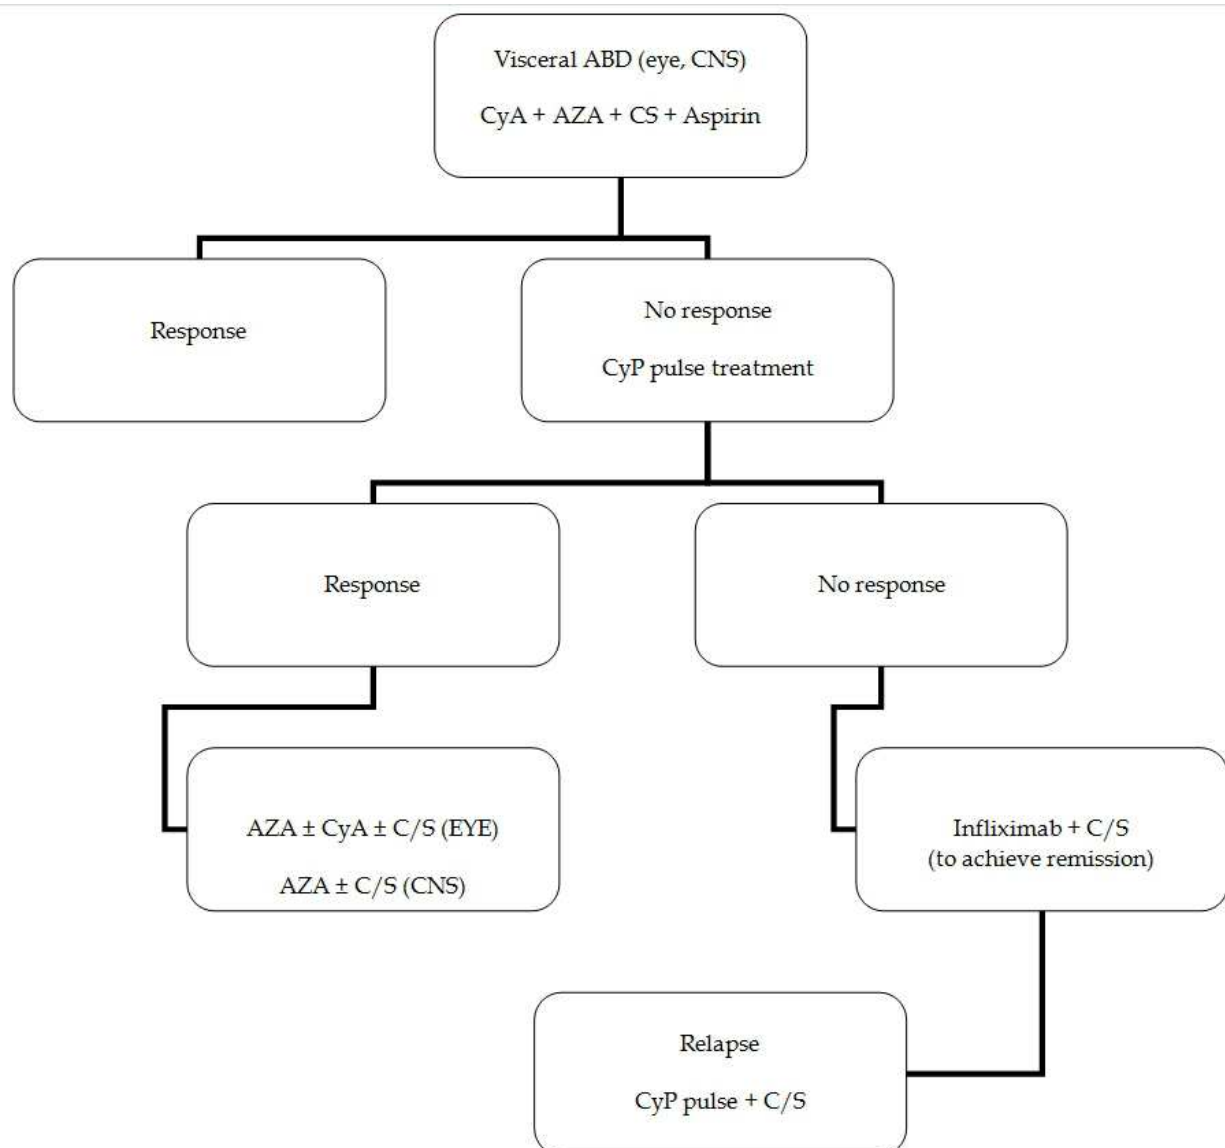 Visceral ABD (eye, CNS)
CyA + AZA + CS + Aspirin
Response
No response
CyP pulse treatment
Response
No response
AZA ± CyA ± C/S (EYE)
AZA ± C/S (CNS)
Infliximab + C/S
(to achieve remission)
Relapse
CyP pulse + C/S